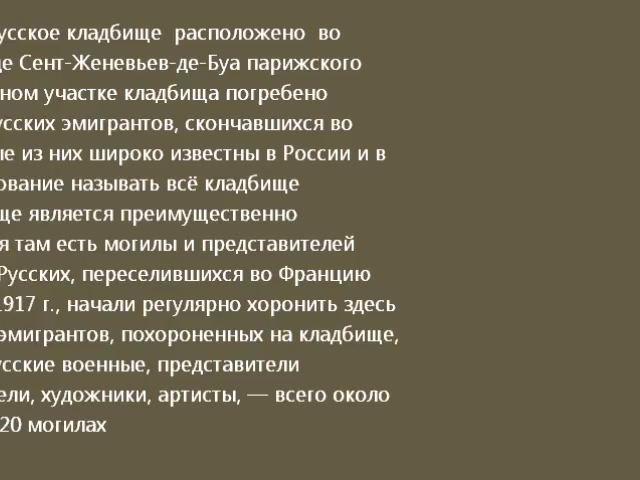 усское кладбище расположено во
де Сент-Женевьев-де-Буа парижского
ном участке кладбища погребено
усских эмигрантов, скончавшихся во
ые из них широко известны в России и в
ование называть всё кладбище
ще является преимущественно
я там есть могилы и представителей
Русских, переселившихся во Францию
1917 г., начали регулярно хоронить здесь
эмигрантов, похороненных на кладбище,
усские военные, представители
ели, художники, артисты, — всего около
20 могилах